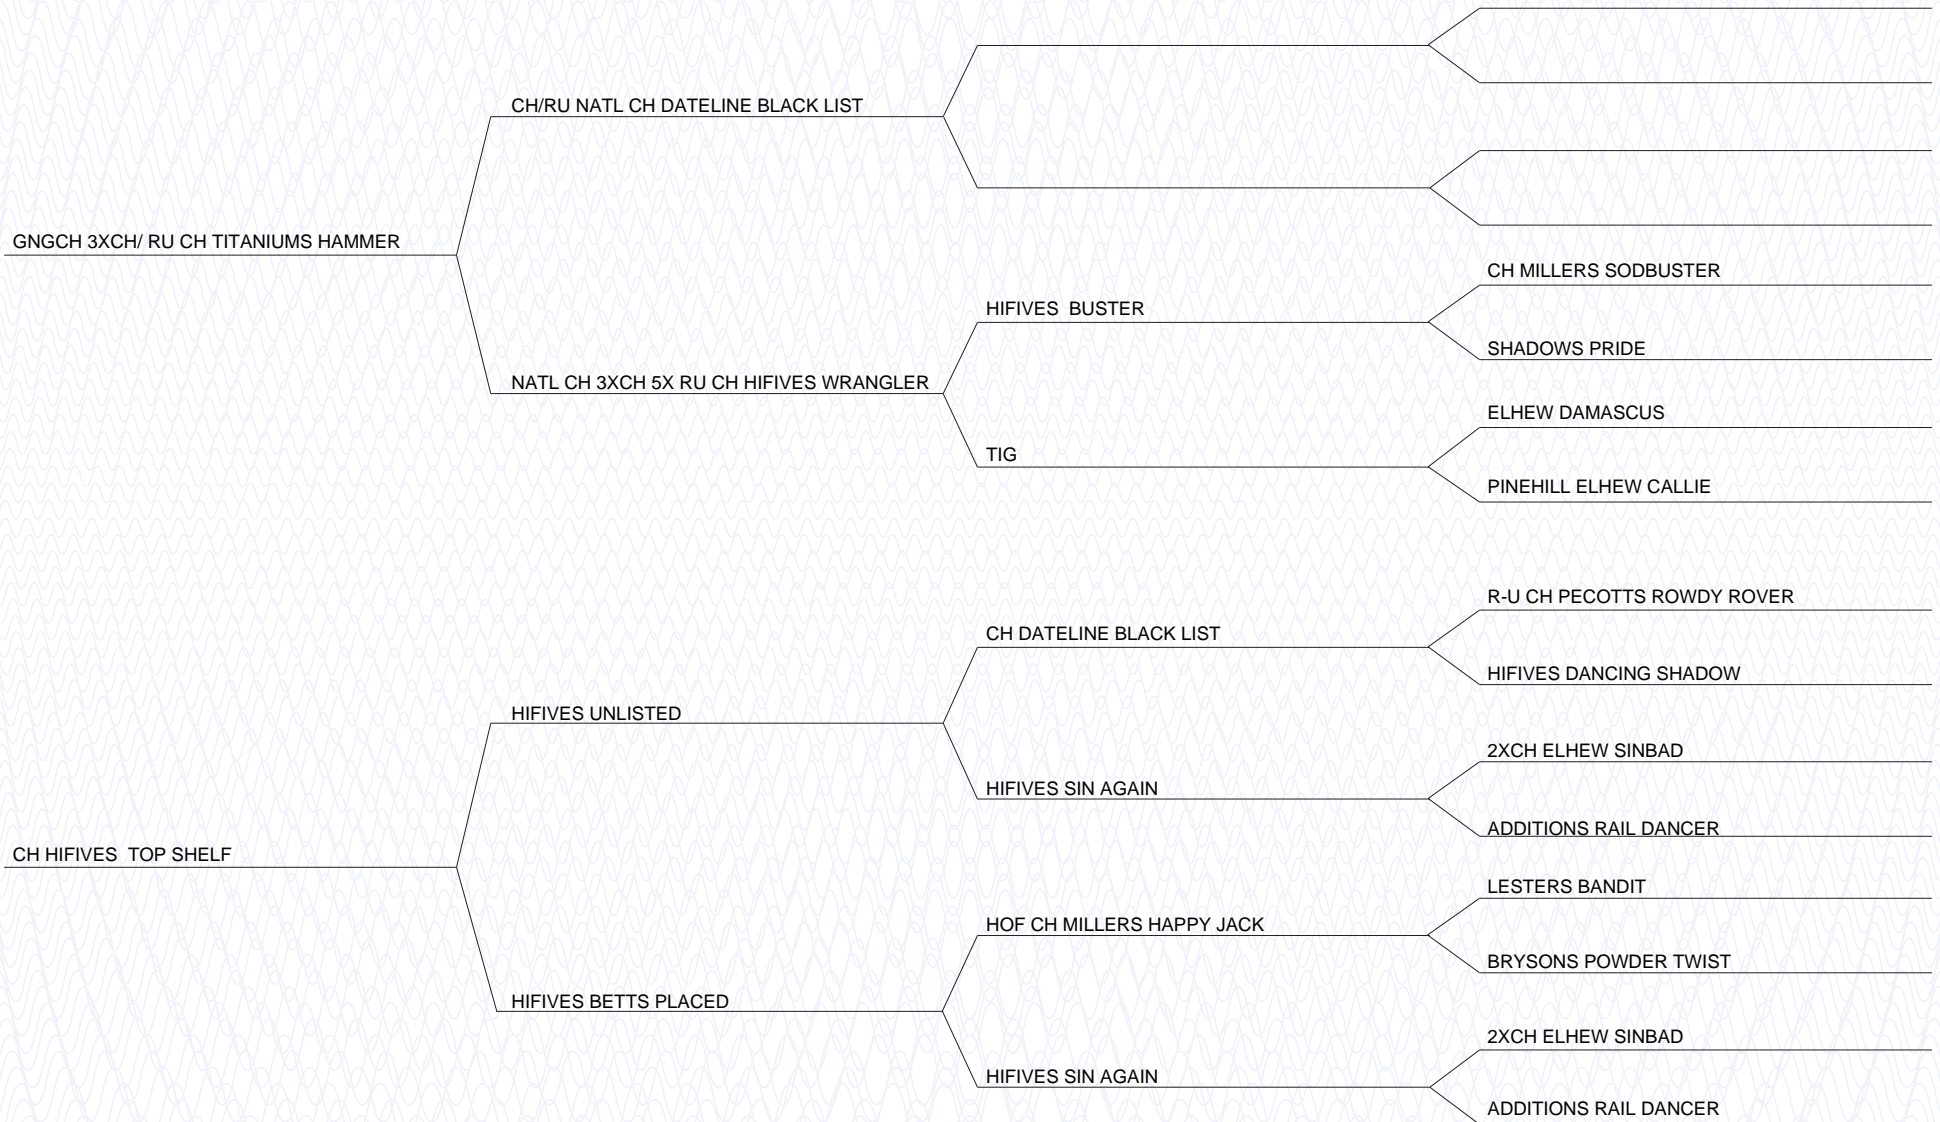 CH/RU NATL CH DATELINE BLACK LIST
GNGCH 3XCH/ RU CH TITANIUMS HAMMER
CH MILLERS SODBUSTER
HIFIVES  BUSTER
SHADOWS PRIDE
NATL CH 3XCH 5X RU CH HIFIVES WRANGLER
ELHEW DAMASCUS
TIG
PINEHILL ELHEW CALLIE
R-U CH PECOTTS ROWDY ROVER
CH DATELINE BLACK LIST
HIFIVES DANCING SHADOW
HIFIVES UNLISTED
2XCH ELHEW SINBAD
HIFIVES SIN AGAIN
ADDITIONS RAIL DANCER
CH HIFIVES  TOP SHELF
LESTERS BANDIT
HOF CH MILLERS HAPPY JACK
BRYSONS POWDER TWIST
HIFIVES BETTS PLACED
2XCH ELHEW SINBAD
HIFIVES SIN AGAIN
ADDITIONS RAIL DANCER